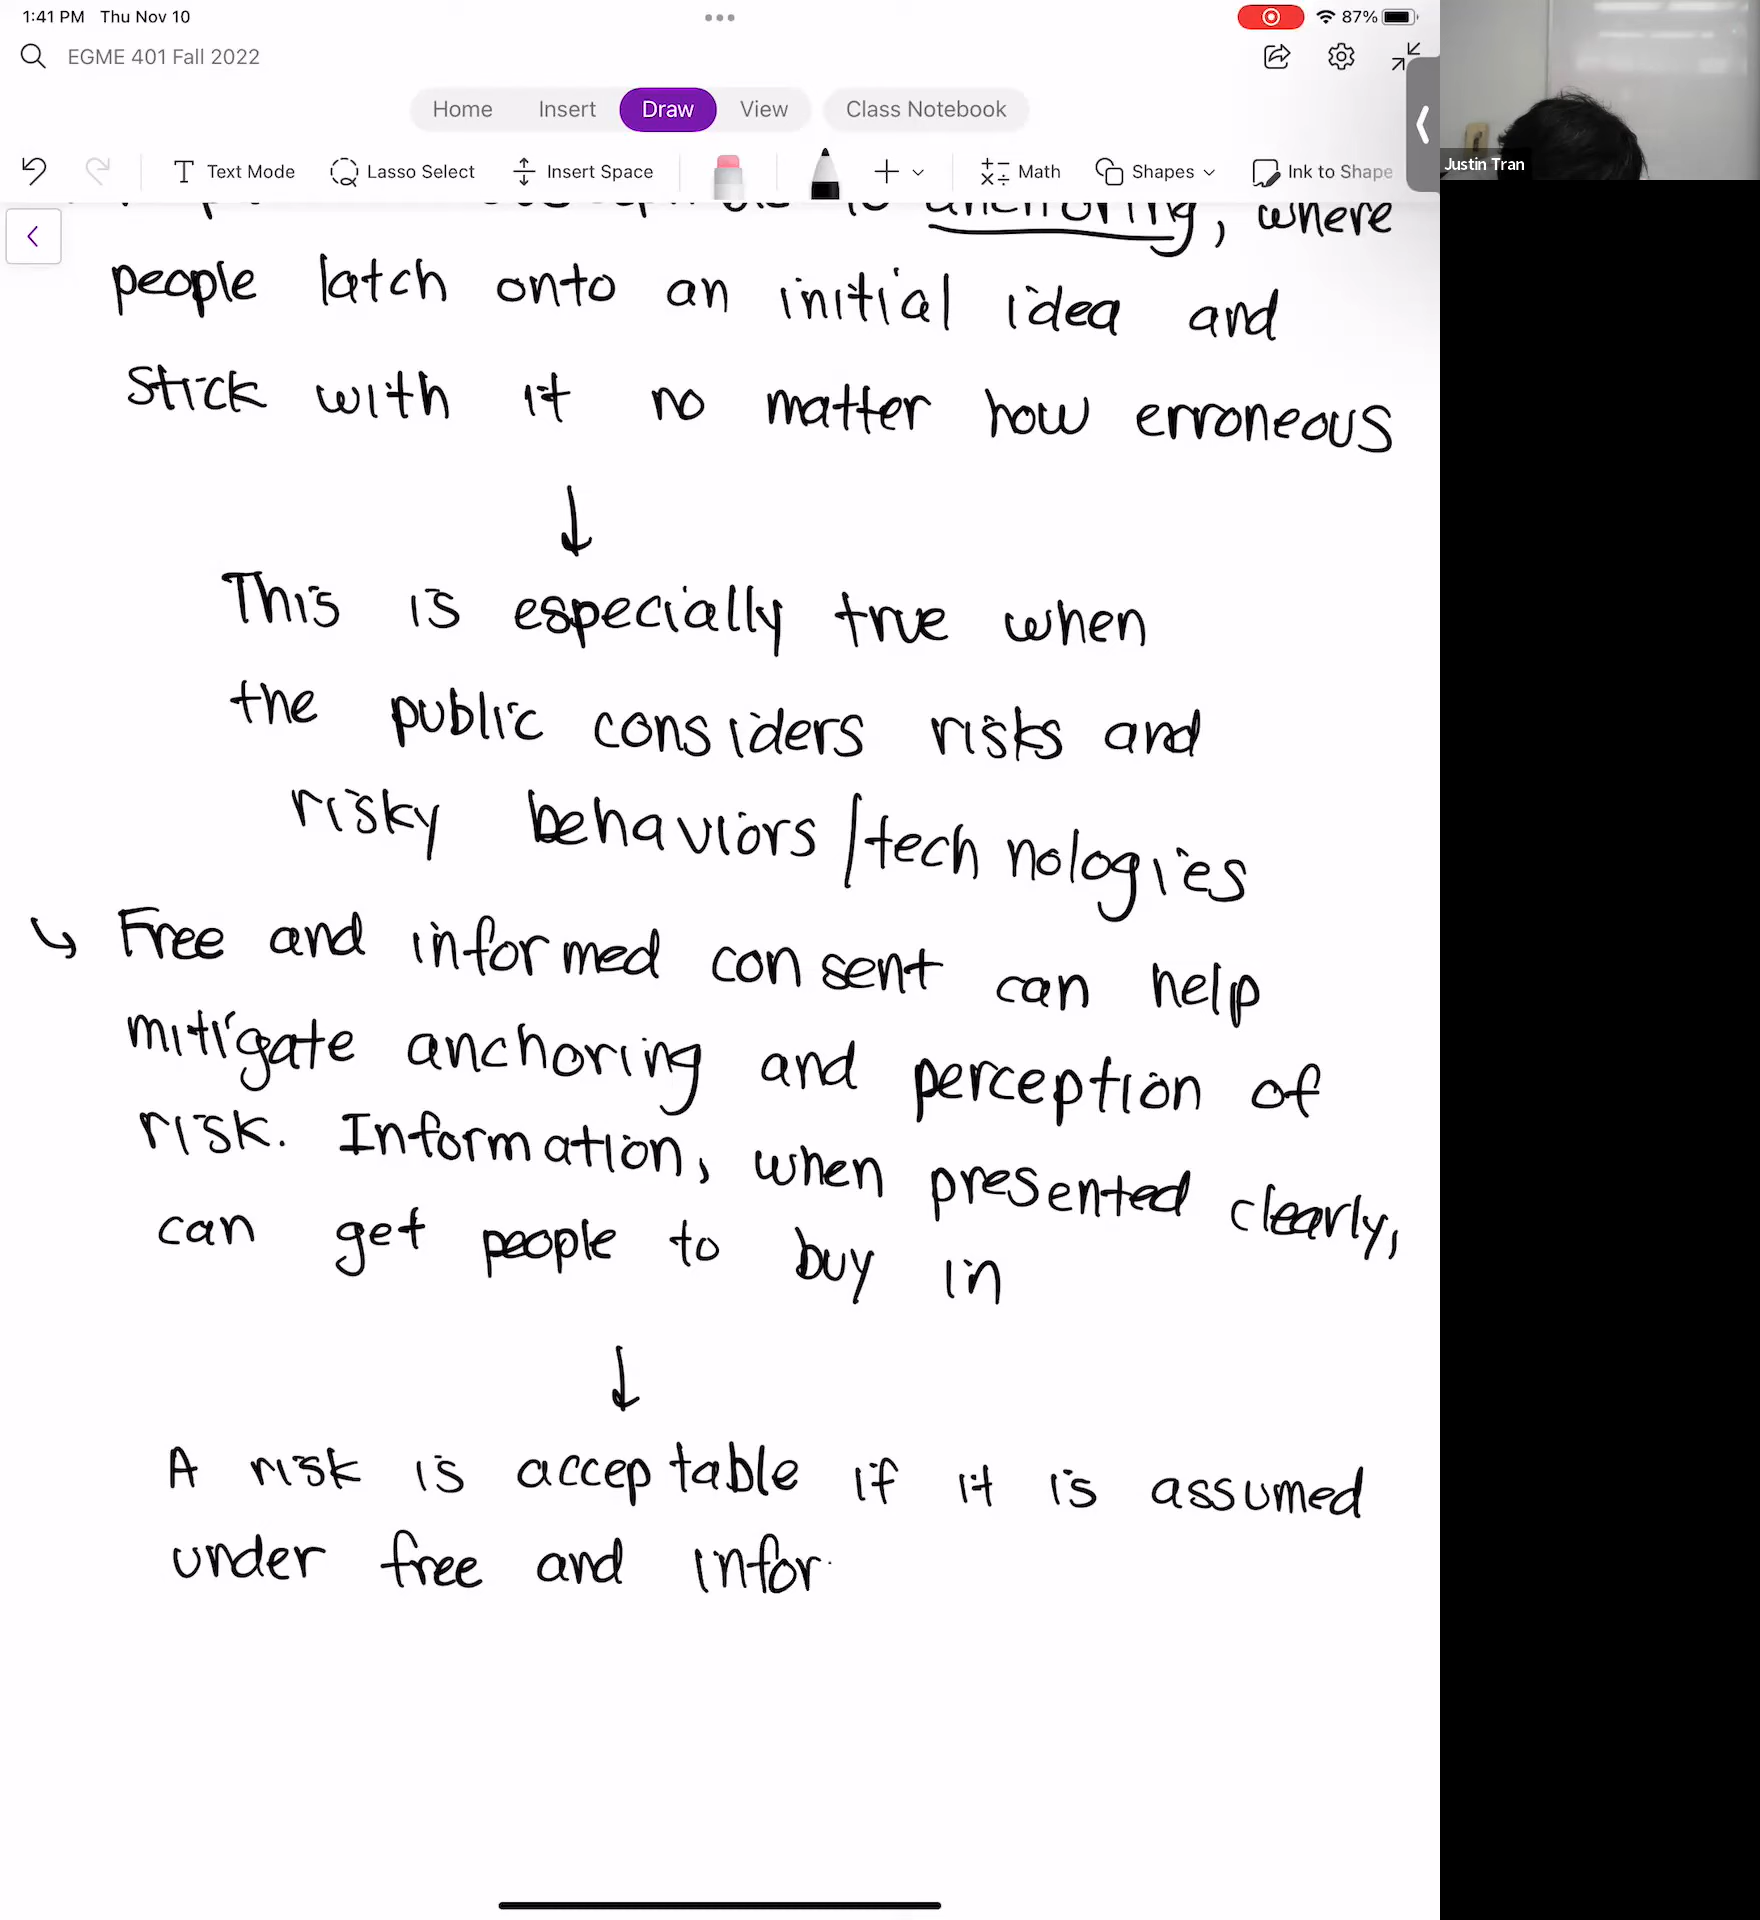 1:41 PM Thu Nov 10
87%
EGME 401 Fall 2022
Home Insert Draw View Class Notebook
Text Mode Lasso Select Insert Space Math Shapes Ink to Shape
Justin Tran
anchoring, where
people latch onto an initial idea and
stick with it no matter how erroneous
↓
This is especially true when
the public considers risks and
risky behaviors/technologies
↳ Free and informed consent can help
mitigate anchoring and perception of
risk. Information, when presented clearly,
can get people to buy in
↓
A risk is acceptable if it is assumed
under free and infor